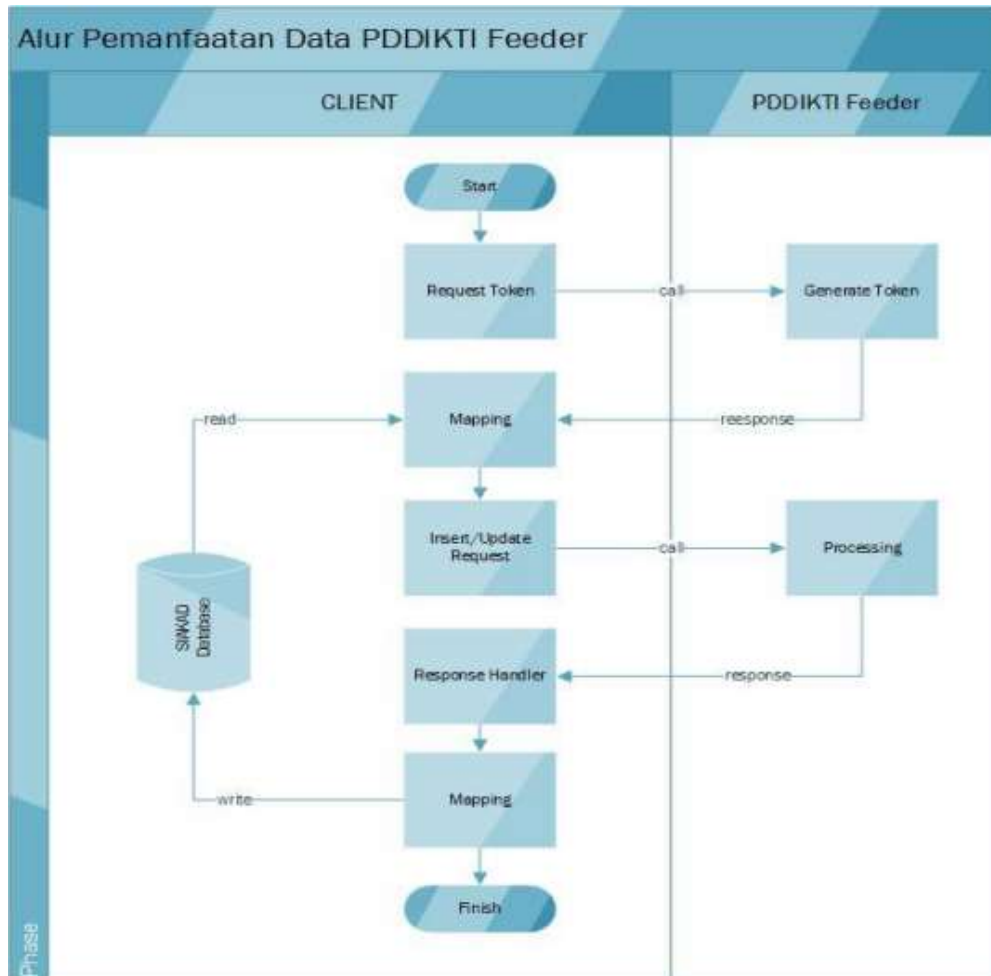 Alur Pemanfaatan Data PDDIKTI Feeder
CLIENT
PDDIKTI Feeder
Start
Request Token
call
Generate Token
read
Mapping
reesponse
Insert/Update
Request
call
Processing
SIAKAD
Database
Response Handler
response
write
Mapping
Finish
Phase